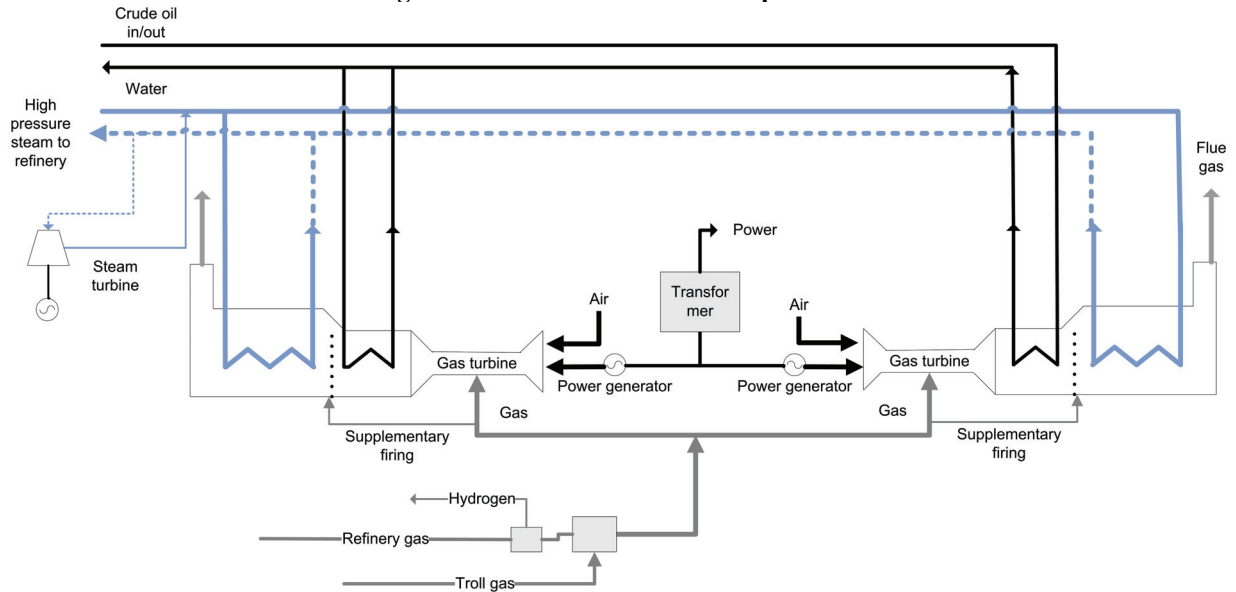 Crude oil
in/out
Water
High
pressure
steam to
refinery
Flue
gas
Steam
turbine
Power
Transfor
mer
Air
Air
Gas turbine
Gas turbine
Power generator
Power generator
Gas
Gas
Supplementary
firing
Supplementary
firing
Hydrogen
Refinery gas
Troll gas